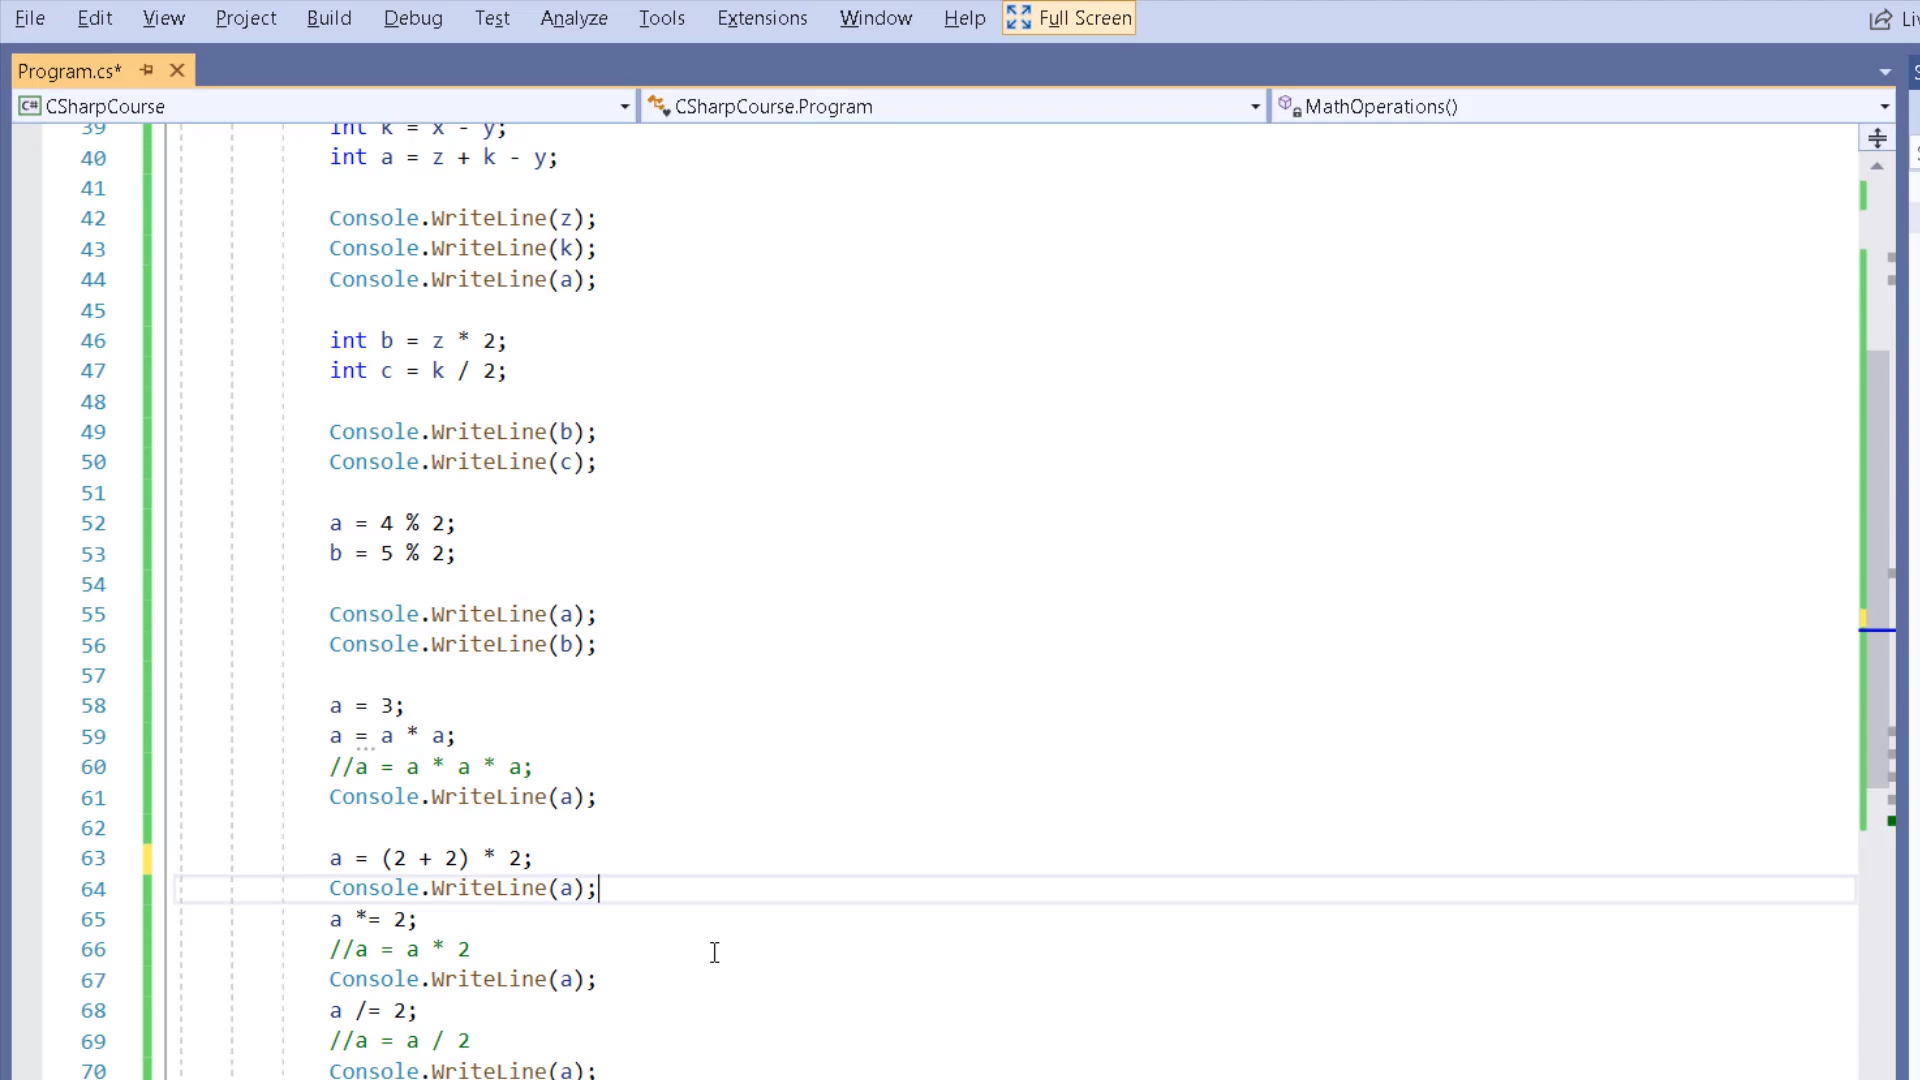 File Edit View Project Build Debug Test Analyze Tools Extensions Window Help Full Screen
Program.cs*
C# CSharpCourse CSharpCourse.Program MathOperations()
39 int k = x - y;
40 int a = z + k - y;
41
42 Console.WriteLine(z);
43 Console.WriteLine(k);
44 Console.WriteLine(a);
45
46 int b = z * 2;
47 int c = k / 2;
48
49 Console.WriteLine(b);
50 Console.WriteLine(c);
51
52 a = 4 % 2;
53 b = 5 % 2;
54
55 Console.WriteLine(a);
56 Console.WriteLine(b);
57
58 a = 3;
59 a = a * a;
60 //a = a * a * a;
61 Console.WriteLine(a);
62
63 a = (2 + 2) * 2;
64 Console.WriteLine(a);
65 a *= 2;
66 //a = a * 2
67 Console.WriteLine(a);
68 a /= 2;
69 //a = a / 2
70 Console.WriteLine(a);